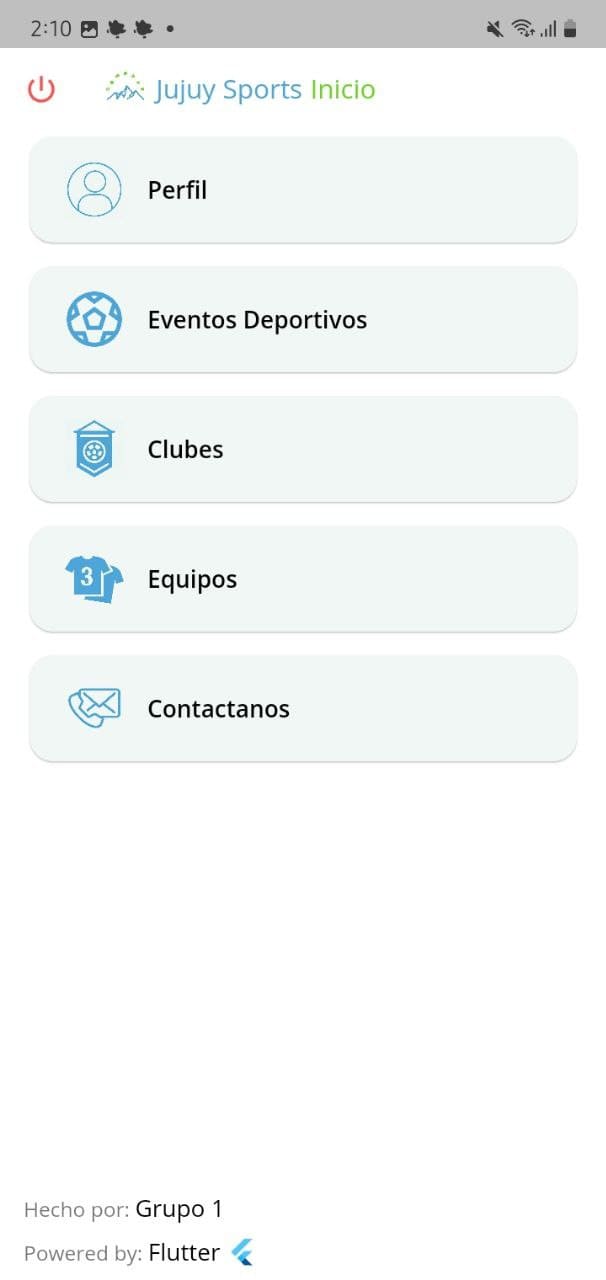 2:10
Jujuy Sports Inicio
Perfil
Eventos Deportivos
Clubes
3 Equipos
Contactanos
Hecho por: Grupo 1
Powered by: Flutter